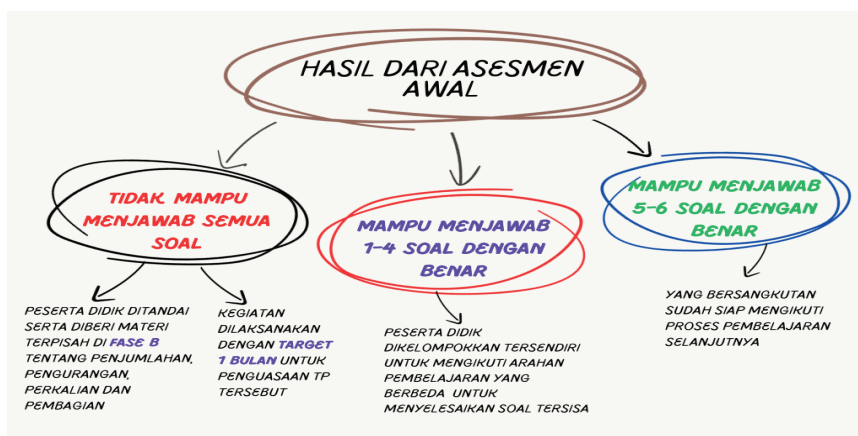 HASIL DARI ASESMEN
AWAL
TIDAK MAMPU
MENJAWAB SEMUA
SOAL
PESERTA DIDIK DITANDAI
SERTA DIBERI MATERI
TERPISAH DI FASE B
TENTANG PENJUMLAHAN,
PENGURANGAN,
PERKALIAN DAN
PEMBAGIAN
KEGIATAN
DILAKSANAKAN
DENGAN TARGET
1 BULAN UNTUK
PENGUASAAN TP
TERSEBUT
MAMPU MENJAWAB
1-4 SOAL DENGAN
BENAR
PESERTA DIDIK
DIKELOMPOKKAN TERSENDIRI
UNTUK MENGIKUTI ARAHAN
PEMBELAJARAN YANG
BERBEDA UNTUK
MENYELESAIKAN SOAL TERSISA
MAMPU MENJAWAB
5-6 SOAL DENGAN
BENAR
YANG BERSANGKUTAN
SUDAH SIAP MENGIKUTI
PROSES PEMBELAJARAN
SELANJUTNYA